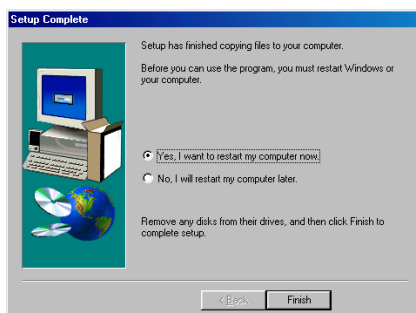 Setup Complete
Setup has finished copying files to your computer.
Before you can use the program, you must restart Windows or
your computer.
Yes, I want to restart my computer now.
No, I will restart my computer later.
Remove any disks from their drives, and then click Finish to
complete setup.
< Back Finish